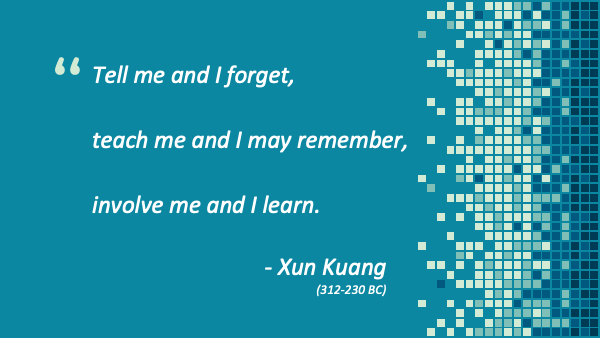 “ Tell me and I forget,
teach me and I may remember,
involve me and I learn.
- Xun Kuang
(312-230 BC)